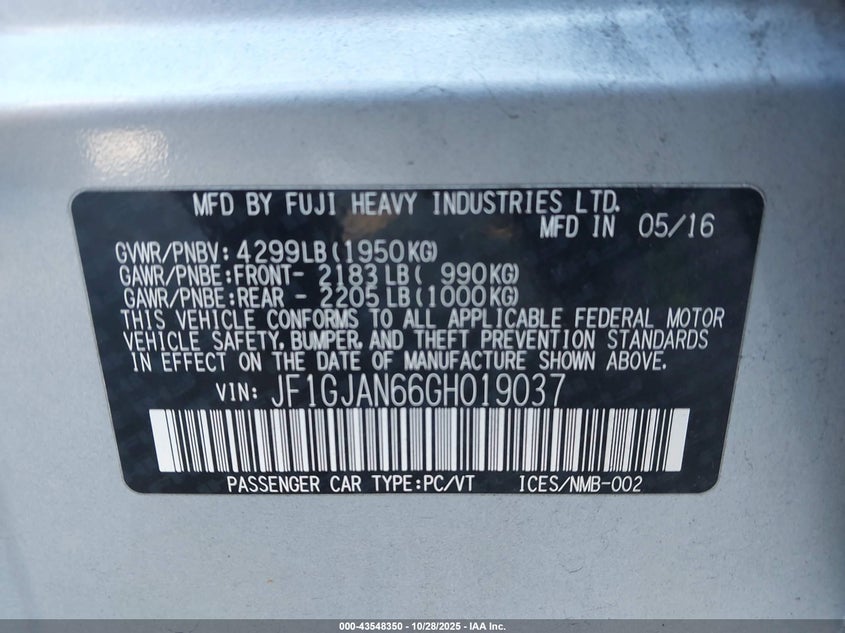 MFD BY FUJI HEAVY INDUSTRIES LTD.
MFD IN 05/16
GVWR/PNBV: 4299LB(1950KG)
GAWR/PNBE:FRONT- 2183LB( 990KG)
GAWR/PNBE:REAR - 2205LB(1000KG)
THIS VEHICLE CONFORMS TO ALL APPLICABLE FEDERAL MOTOR
VEHICLE SAFETY, BUMPER, AND THEFT PREVENTION STANDARDS
IN EFFECT ON THE DATE OF MANUFACTURE SHOWN ABOVE.
VIN: JF1GJAN66GH019037
PASSENGER CAR TYPE:PC/VT ICES/NMB-002
000-43548350 | 10/28/2025 - IAA Inc.